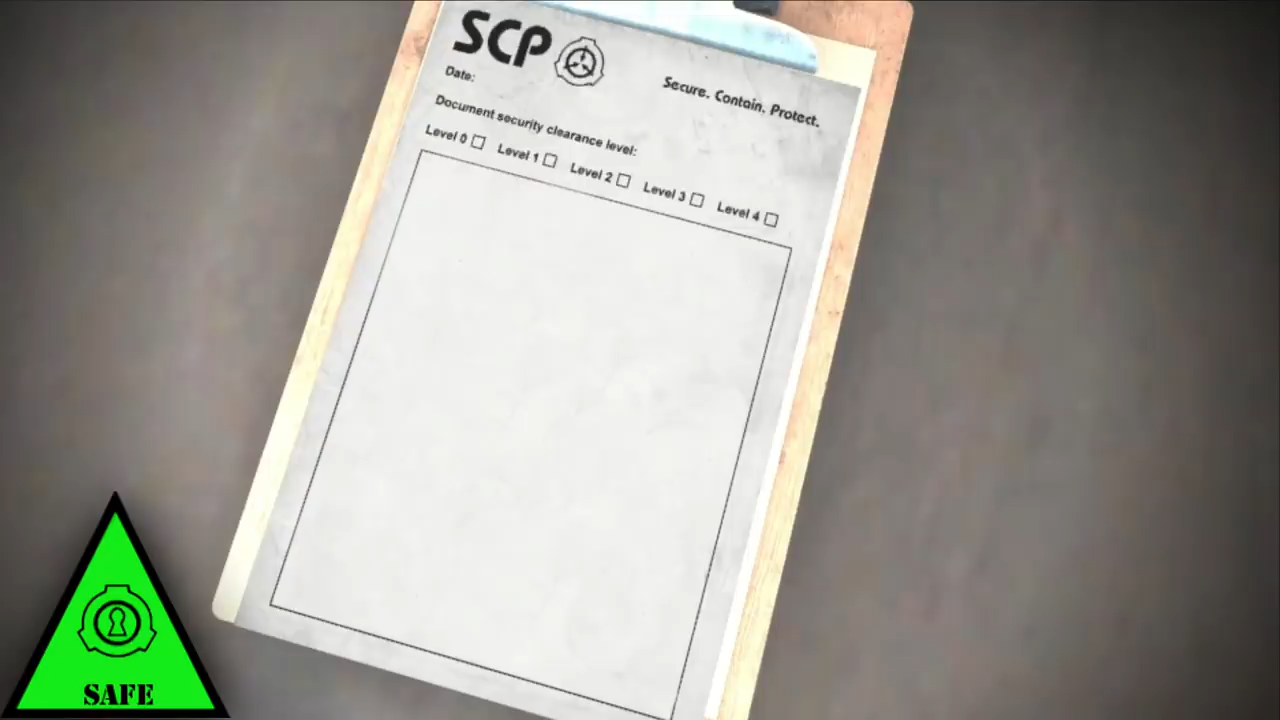 SCP
Secure. Contain. Protect.
Date:
Document security clearance level:
Level 0 Level 1 Level 2 Level 3 Level 4
SAFE